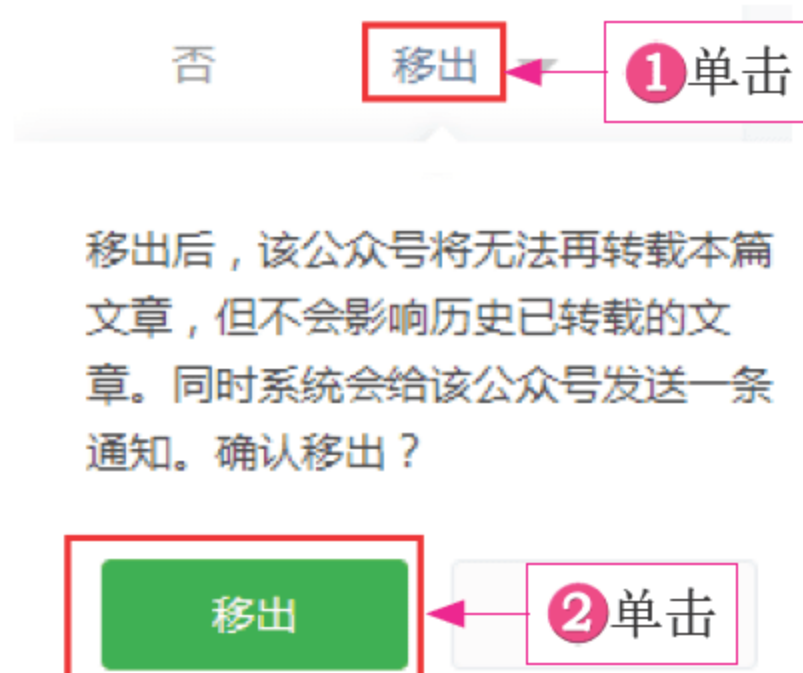 否 移出 ❶单击
移出后，该公众号将无法再转载本篇
文章，但不会影响历史已转载的文
章。同时系统会给该公众号发送一条
通知。确认移出？
移出 ❷单击